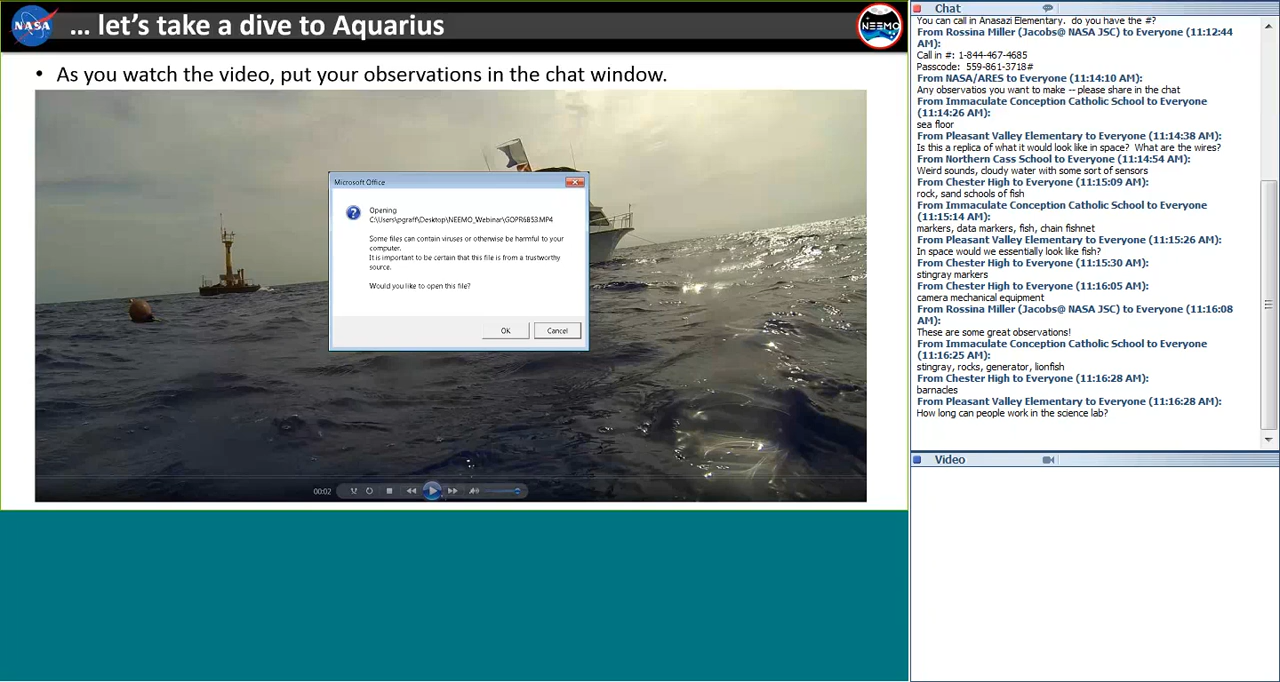 NASA
… let's take a dive to Aquarius
NEEMO
• As you watch the video, put your observations in the chat window.
Microsoft Office
Opening
C:\Users\pgraff\Desktop\NEEMO_Webinar\GOPR6853.MP4
Some files can contain viruses or otherwise be harmful to your
computer.
It is important to be certain that this file is from a trustworthy
source.
Would you like to open this file?
OK
Cancel
00:02
Chat
You can call in Anasazi Elementary. do you have the #?
From Rossina Miller (Jacobs@ NASA JSC) to Everyone (11:12:44
AM):
Call in #: 1-844-467-4685
Passcode: 559-861-3718#
From NASA/ARES to Everyone (11:14:10 AM):
Any observatios you want to make -- please share in the chat
From Immaculate Conception Catholic School to Everyone
(11:14:26 AM):
sea floor
From Pleasant Valley Elementary to Everyone (11:14:38 AM):
Is this a replica of what it would look like in space? What are the wires?
From Northern Cass School to Everyone (11:14:54 AM):
Weird sounds, cloudy water with some sort of sensors
From Chester High to Everyone (11:15:09 AM):
rock, sand schools of fish
From Immaculate Conception Catholic School to Everyone
(11:15:14 AM):
markers, data markers, fish, chain fishnet
From Pleasant Valley Elementary to Everyone (11:15:26 AM):
In space would we essentially look like fish?
From Chester High to Everyone (11:15:30 AM):
stingray markers
From Chester High to Everyone (11:16:05 AM):
camera mechanical equipment
From Rossina Miller (Jacobs@ NASA JSC) to Everyone (11:16:08
AM):
These are some great observations!
From Immaculate Conception Catholic School to Everyone
(11:16:25 AM):
stingray, rocks, generator, lionfish
From Chester High to Everyone (11:16:28 AM):
barnacles
From Pleasant Valley Elementary to Everyone (11:16:28 AM):
How long can people work in the science lab?
Video